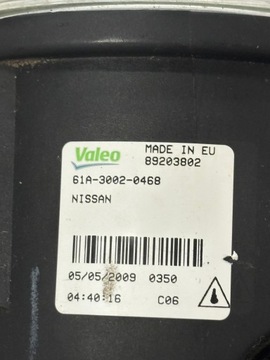 Valeo
MADE IN EU
89203802
61A-3002-0468
NISSAN
05/05/2009 0350
04:40:16 C06